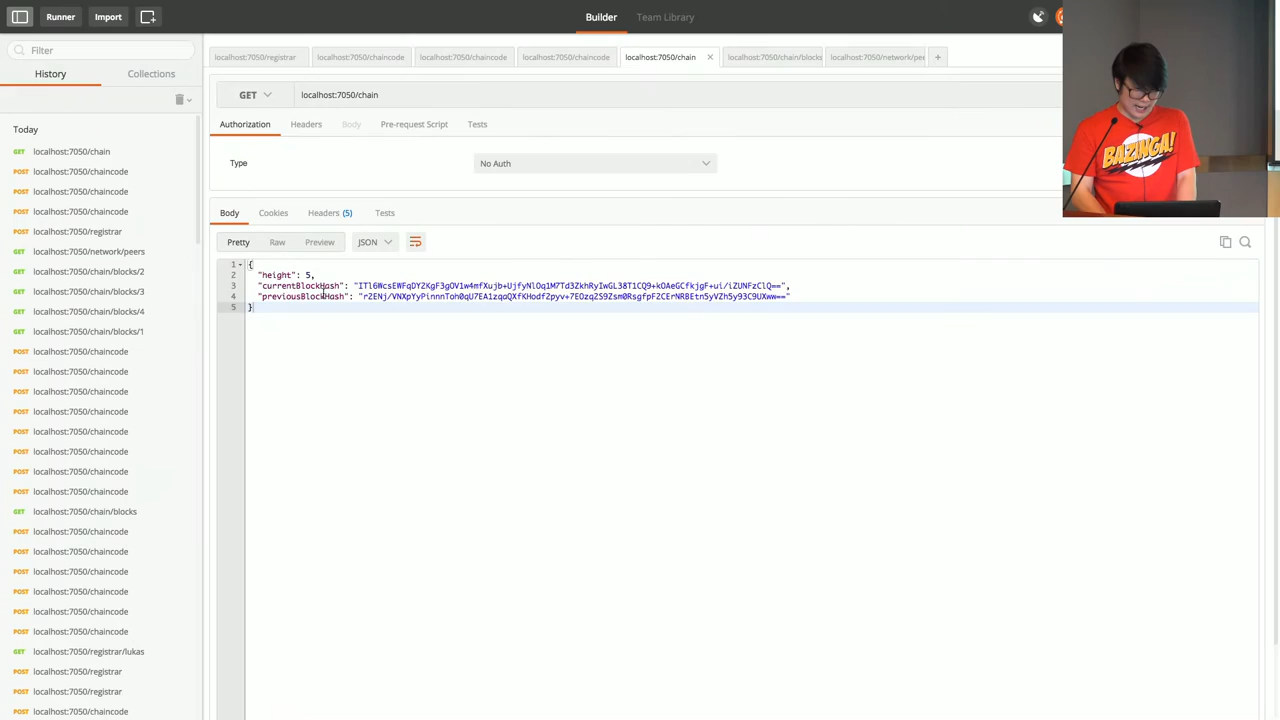 Runner
Import
Builder
Team Library
Filter
History
Collections
Today
GET localhost:7050/chain
POST localhost:7050/chaincode
POST localhost:7050/chaincode
POST localhost:7050/chaincode
POST localhost:7050/registrar
GET localhost:7050/network/peers
GET localhost:7050/chain/blocks/2
GET localhost:7050/chain/blocks/3
GET localhost:7050/chain/blocks/4
GET localhost:7050/chain/blocks/1
POST localhost:7050/chaincode
POST localhost:7050/chaincode
POST localhost:7050/chaincode
POST localhost:7050/chaincode
POST localhost:7050/chaincode
POST localhost:7050/chaincode
POST localhost:7050/chaincode
POST localhost:7050/chaincode
GET localhost:7050/chain/blocks
POST localhost:7050/chaincode
POST localhost:7050/chaincode
POST localhost:7050/chaincode
POST localhost:7050/chaincode
POST localhost:7050/chaincode
POST localhost:7050/chaincode
GET localhost:7050/registrar/lukas
POST localhost:7050/registrar
POST localhost:7050/registrar
POST localhost:7050/chaincode
localhost:7050/registrar
localhost:7050/chaincode
localhost:7050/chaincode
localhost:7050/chaincode
localhost:7050/chain
localhost:7050/chain/blocks
localhost:7050/network/pee
GET
localhost:7050/chain
Authorization
Headers
Body
Pre-request Script
Tests
Type
No Auth
Body
Cookies
Headers (5)
Tests
Pretty
Raw
Preview
JSON
1 {
2 "height": 5,
3 "currentBlockHash":
4 "previousBlockHash":
5 }
BAZINGA!